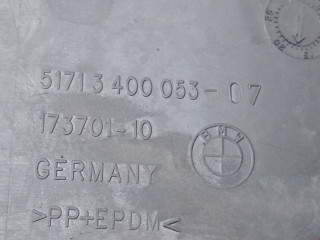 51713 400 053-07
173701-10
BMW
GERMANY
>PP+EPDM<